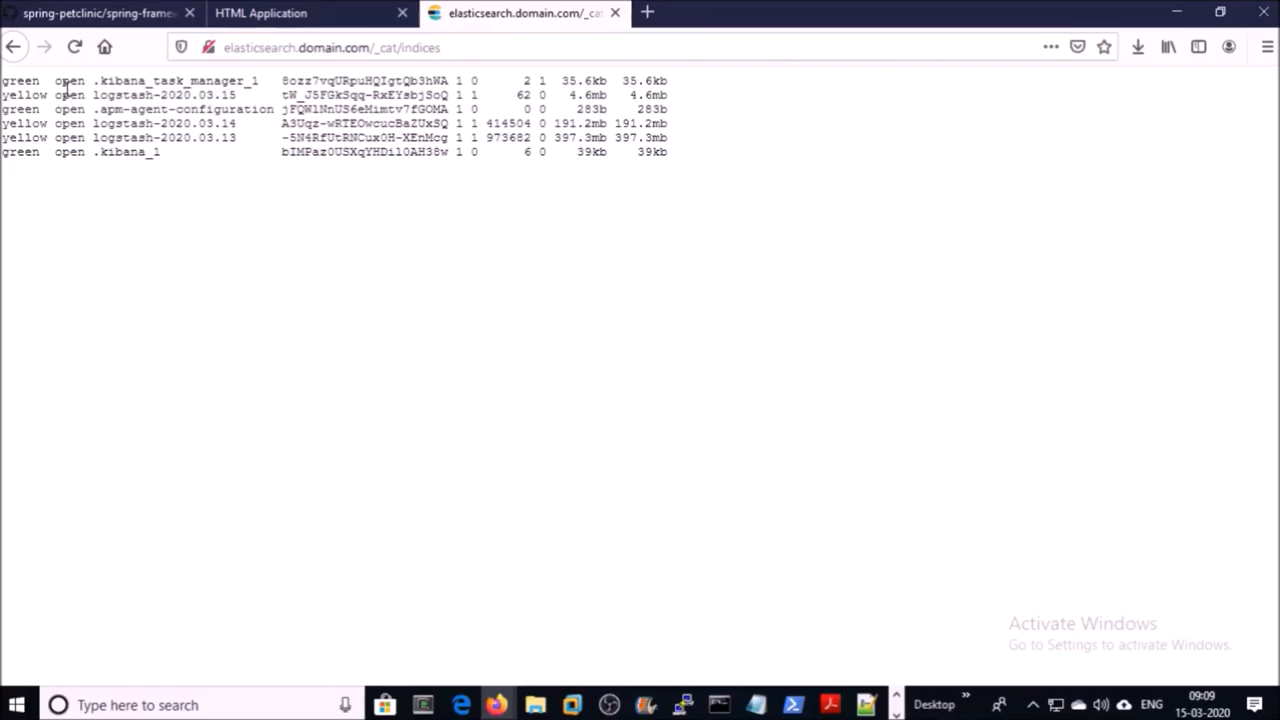 spring-petclinic/spring-frame
HTML Application
elasticsearch.domain.com/_cat
elasticsearch.domain.com/_cat/indices
green open .kibana_task_manager_1 8ozz7vqURpuHQIgtQb3hWA 1 0 2 1 35.6kb 35.6kb
yellow open logstash-2020.03.15 tW_J5FGkSqq-RxEYsbjSoQ 1 1 62 0 4.6mb 4.6mb
green open .apm-agent-configuration jFQWlNnUS6eMimtv7fGOMA 1 0 0 0 283b 283b
yellow open logstash-2020.03.14 A3Uqz-wRTEOwcucBaZUxSQ 1 1 414504 0 191.2mb 191.2mb
yellow open logstash-2020.03.13 -5N4RfUtRNCux0H-XEnMcg 1 1 973682 0 397.3mb 397.3mb
green open .kibana_1 bIMPaz0USXqYHDil0AH38w 1 0 6 0 39kb 39kb
Activate Windows
Go to Settings to activate Windows.
Type here to search
Desktop
ENG
09:09
15-03-2020